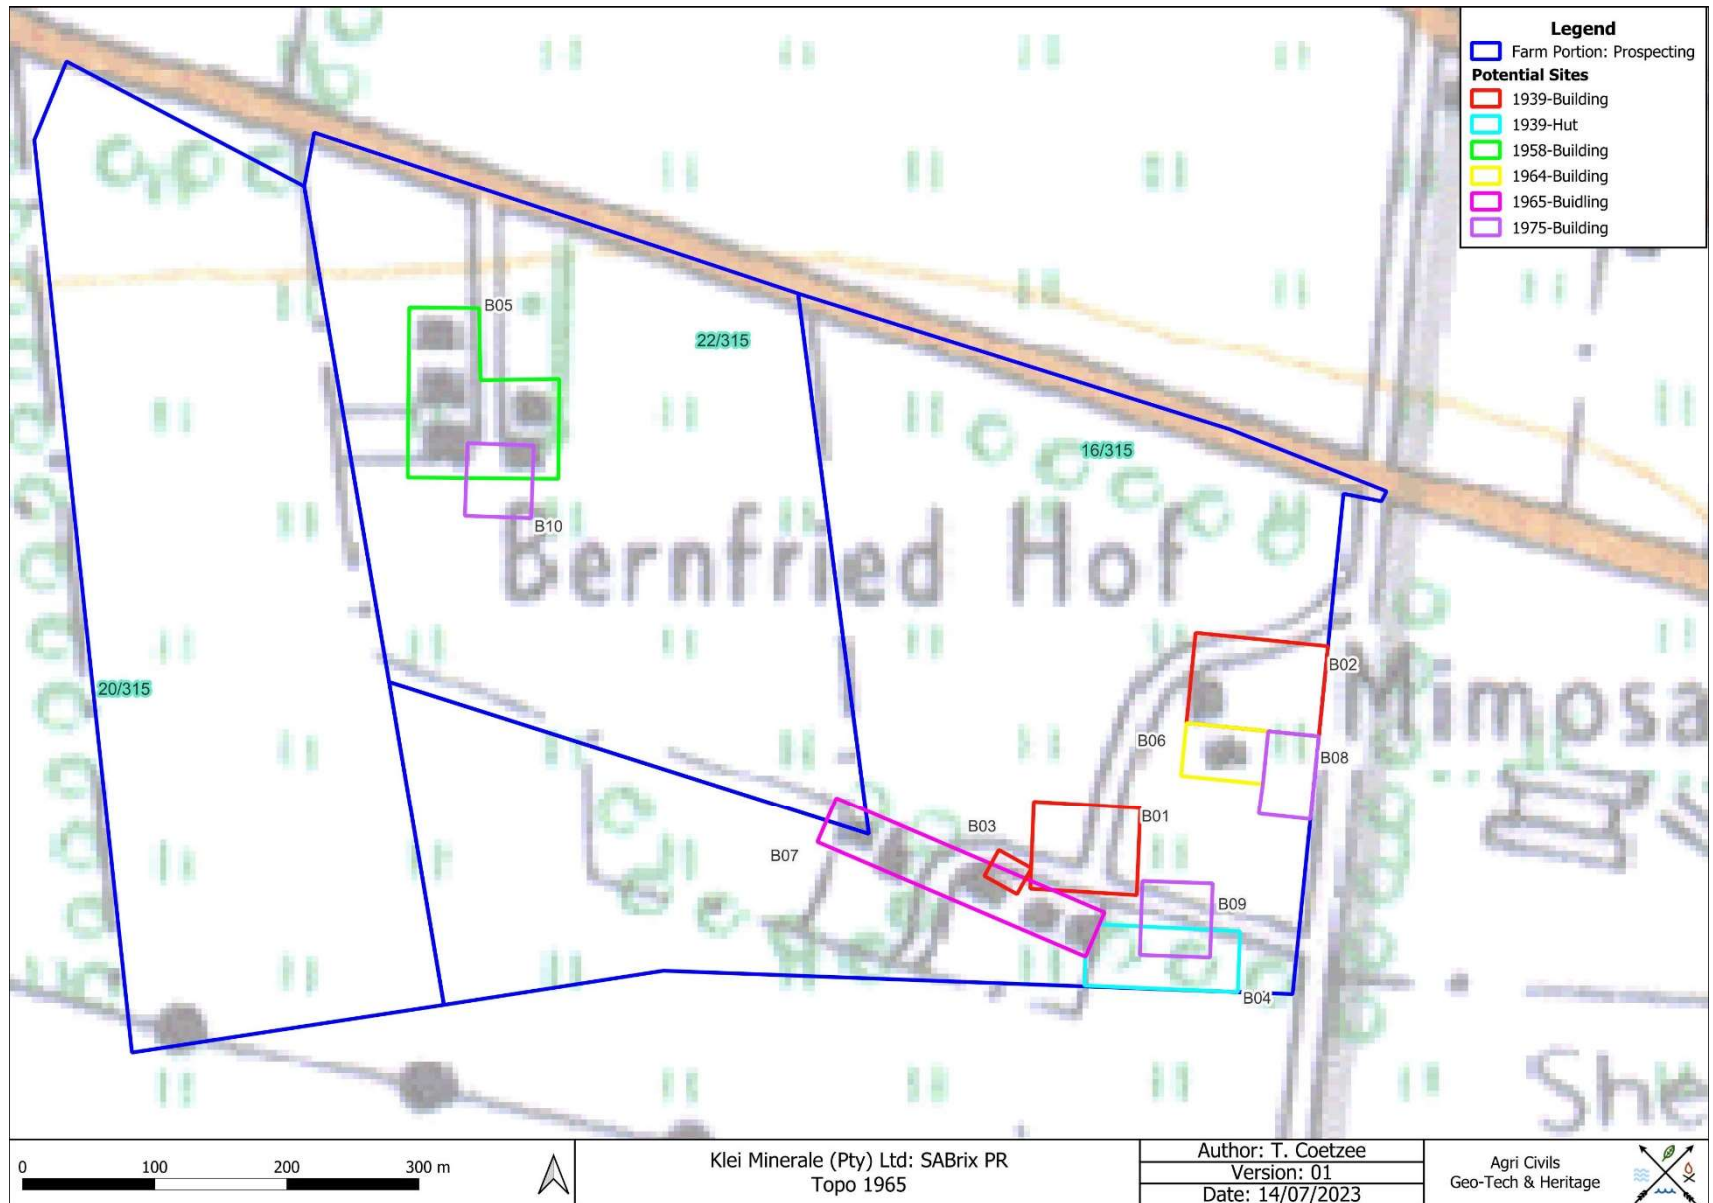 Legend
Farm Portion: Prospecting
Potential Sites
1939-Building
1939-Hut
1958-Building
1964-Building
1965-Buidling
1975-Building
B05
22/315
16/315
B10
Bernfried Hof
B02
Mimosa
20/315
B06
B08
B01
B03
B07
B09
B04
She
0 100 200 300 m
Klei Minerale (Pty) Ltd: SABrix PR
Topo 1965
Author: T. Coetzee
Version: 01
Date: 14/07/2023
Agri Civils
Geo-Tech & Heritage